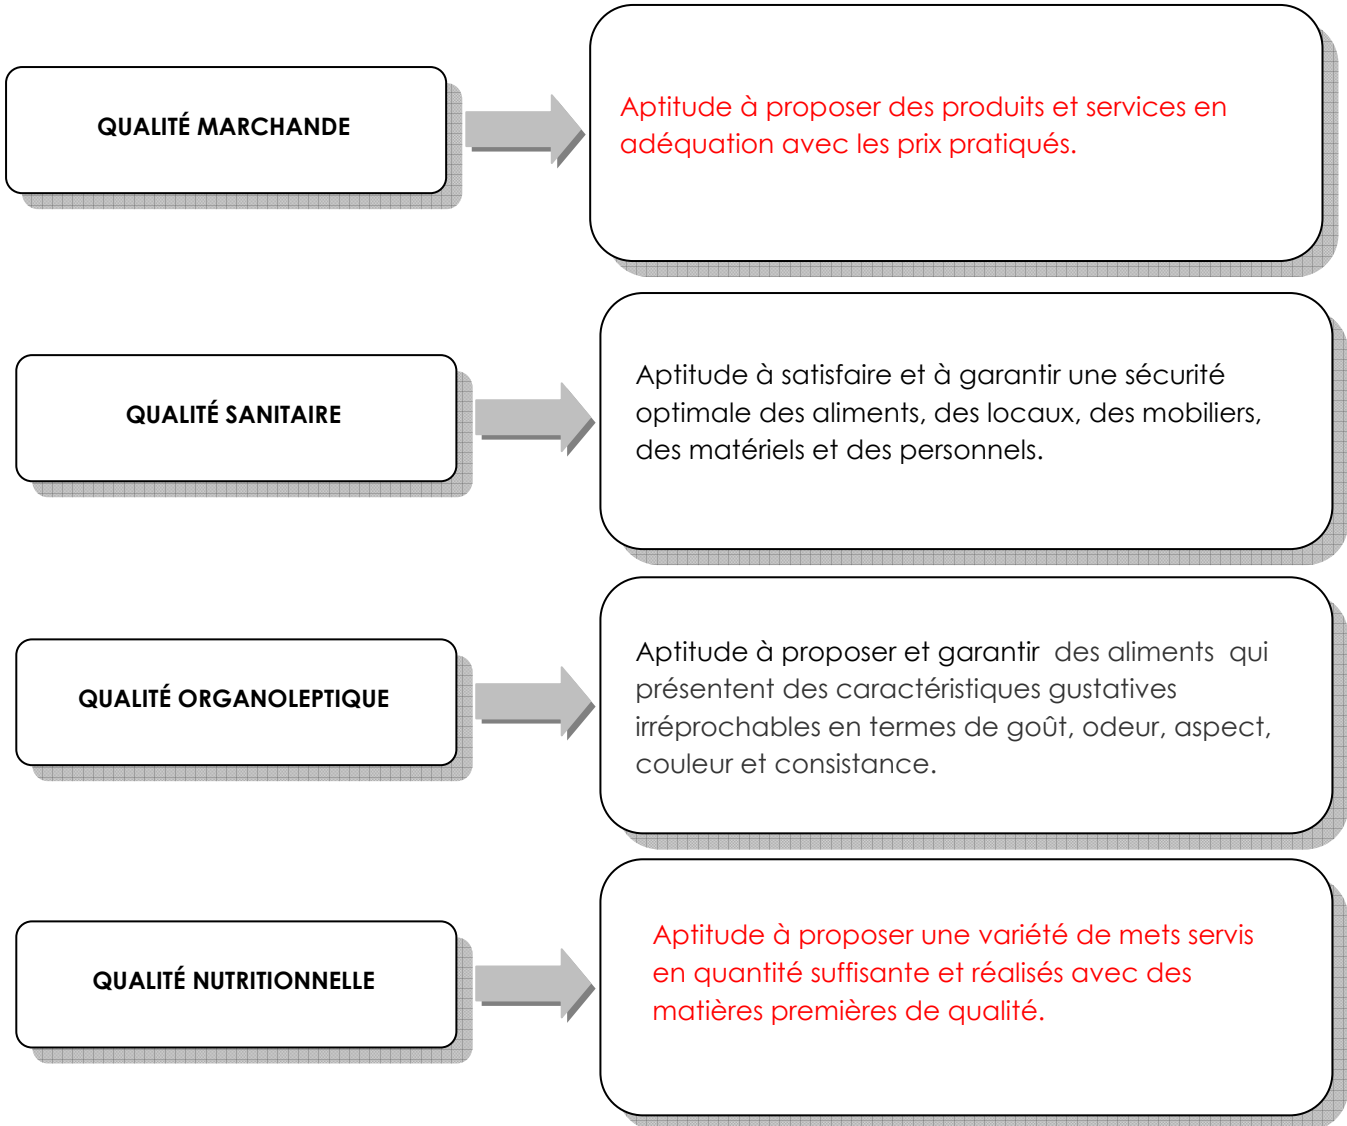 QUALITÉ MARCHANDE
Aptitude à proposer des produits et services en
adéquation avec les prix pratiqués.
QUALITÉ SANITAIRE
Aptitude à satisfaire et à garantir une sécurité
optimale des aliments, des locaux, des mobiliers,
des matériels et des personnels.
QUALITÉ ORGANOLEPTIQUE
Aptitude à proposer et garantir des aliments qui
présentent des caractéristiques gustatives
irréprochables en termes de goût, odeur, aspect,
couleur et consistance.
QUALITÉ NUTRITIONNELLE
Aptitude à proposer une variété de mets servis
en quantité suffisante et réalisés avec des
matières premières de qualité.